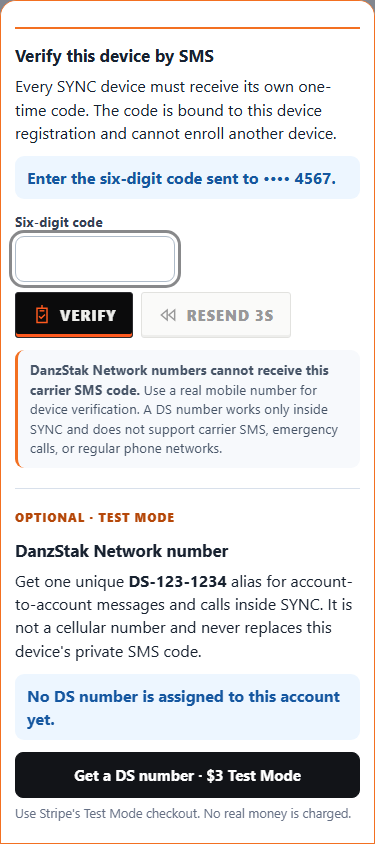 Verify this device by SMS
Every SYNC device must receive its own one-
time code. The code is bound to this device
registration and cannot enroll another device.
Enter the six-digit code sent to •••• 4567.
Six-digit code
VERIFY
RESEND 3S
DanzStak Network numbers cannot receive this
carrier SMS code. Use a real mobile number for
device verification. A DS number works only inside
SYNC and does not support carrier SMS, emergency
calls, or regular phone networks.
OPTIONAL · TEST MODE
DanzStak Network number
Get one unique DS-123-1234 alias for account-
to-account messages and calls inside SYNC. It is
not a cellular number and never replaces this
device's private SMS code.
No DS number is assigned to this account
yet.
Get a DS number · $3 Test Mode
Use Stripe's Test Mode checkout. No real money is charged.